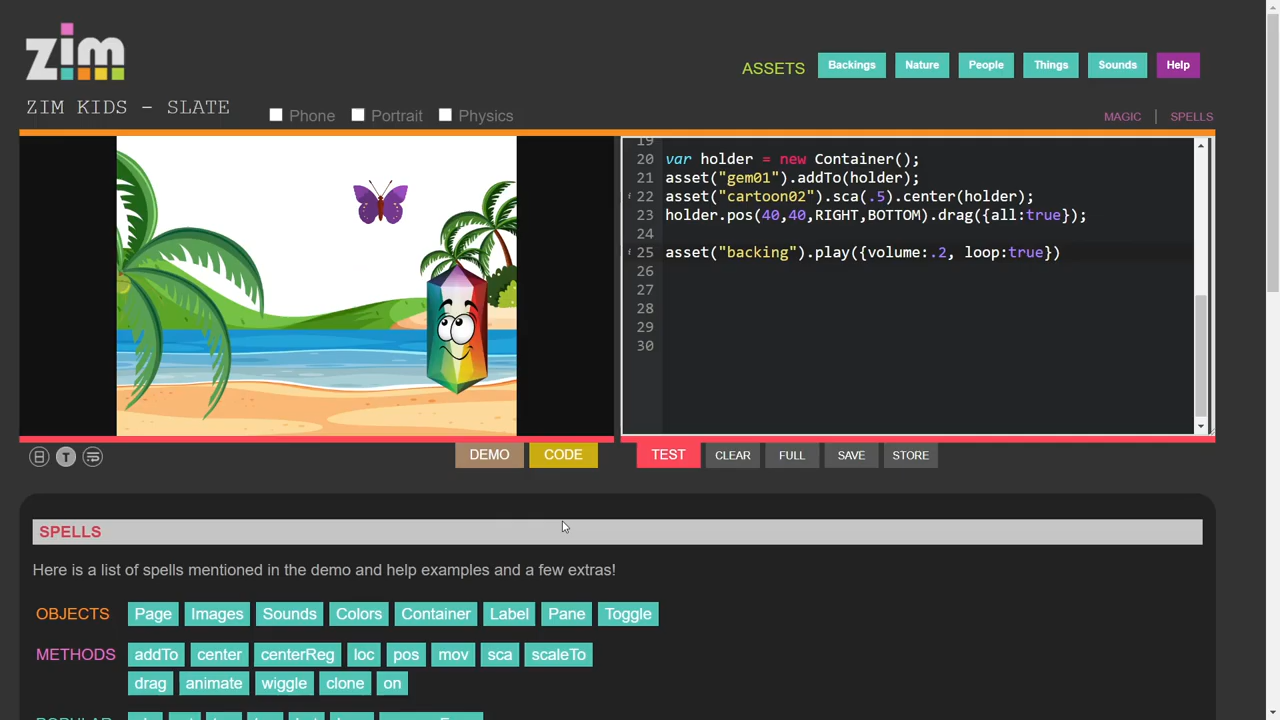 zim
ASSETS Backings Nature People Things Sounds Help
ZIM KIDS - SLATE Phone Portrait Physics MAGIC | SPELLS
19
20 var holder = new Container();
21 asset("gem01").addTo(holder);
22 asset("cartoon02").sca(.5).center(holder);
23 holder.pos(40,40,RIGHT,BOTTOM).drag({all:true});
24
25 asset("backing").play({volume:.2, loop:true})
26
27
28
29
30
T DEMO CODE TEST CLEAR FULL SAVE STORE
SPELLS
Here is a list of spells mentioned in the demo and help examples and a few extras!
OBJECTS Page Images Sounds Colors Container Label Pane Toggle
METHODS addTo center centerReg loc pos mov sca scaleTo
drag animate wiggle clone on